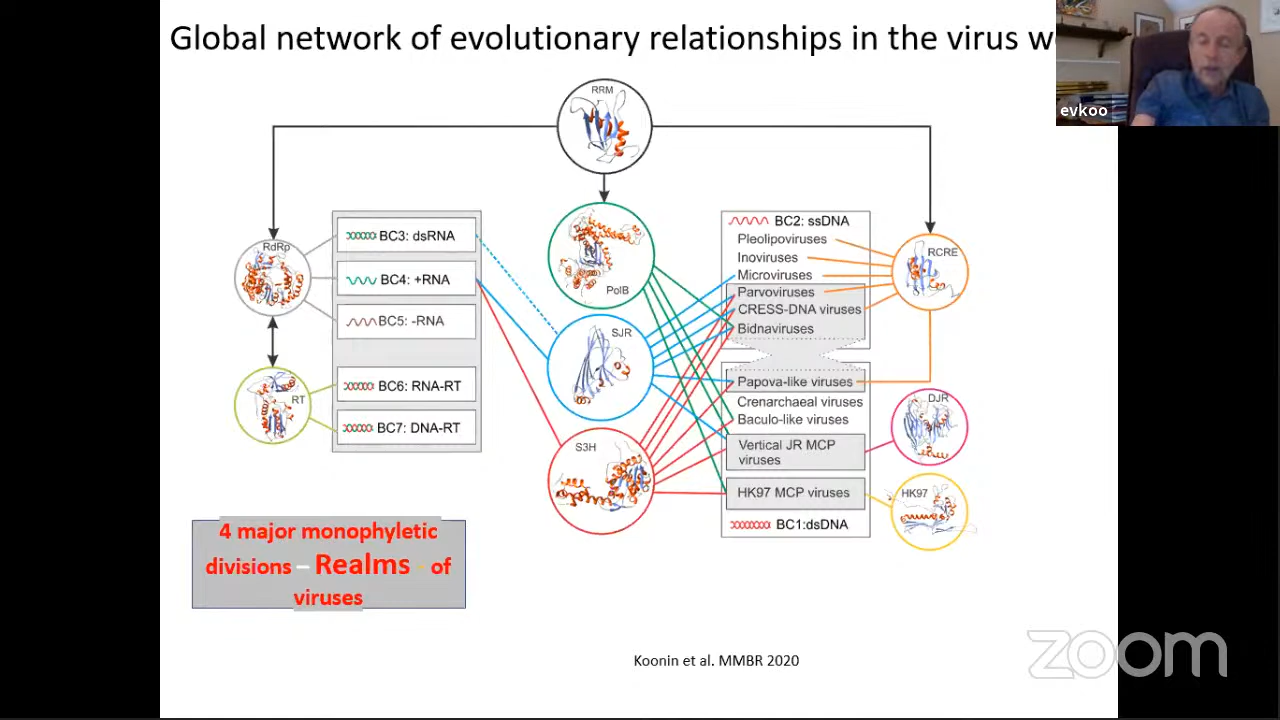 Global network of evolutionary relationships in the virus w
evkoo
RRM
RdRp
BC3: dsRNA
BC4: +RNA
BC5: -RNA
RT
BC6: RNA-RT
BC7: DNA-RT
PolB
SJR
S3H
BC2: ssDNA
Pleolipoviruses
Inoviruses
Microviruses
Parvoviruses
CRESS-DNA viruses
Bidnaviruses
Papova-like viruses
Crenarchaeal viruses
Baculo-like viruses
Vertical JR MCP
viruses
HK97 MCP viruses
BC1:dsDNA
RCRE
DJR
HK97
4 major monophyletic
divisions – Realms - of
viruses
Koonin et al. MMBR 2020
zoom